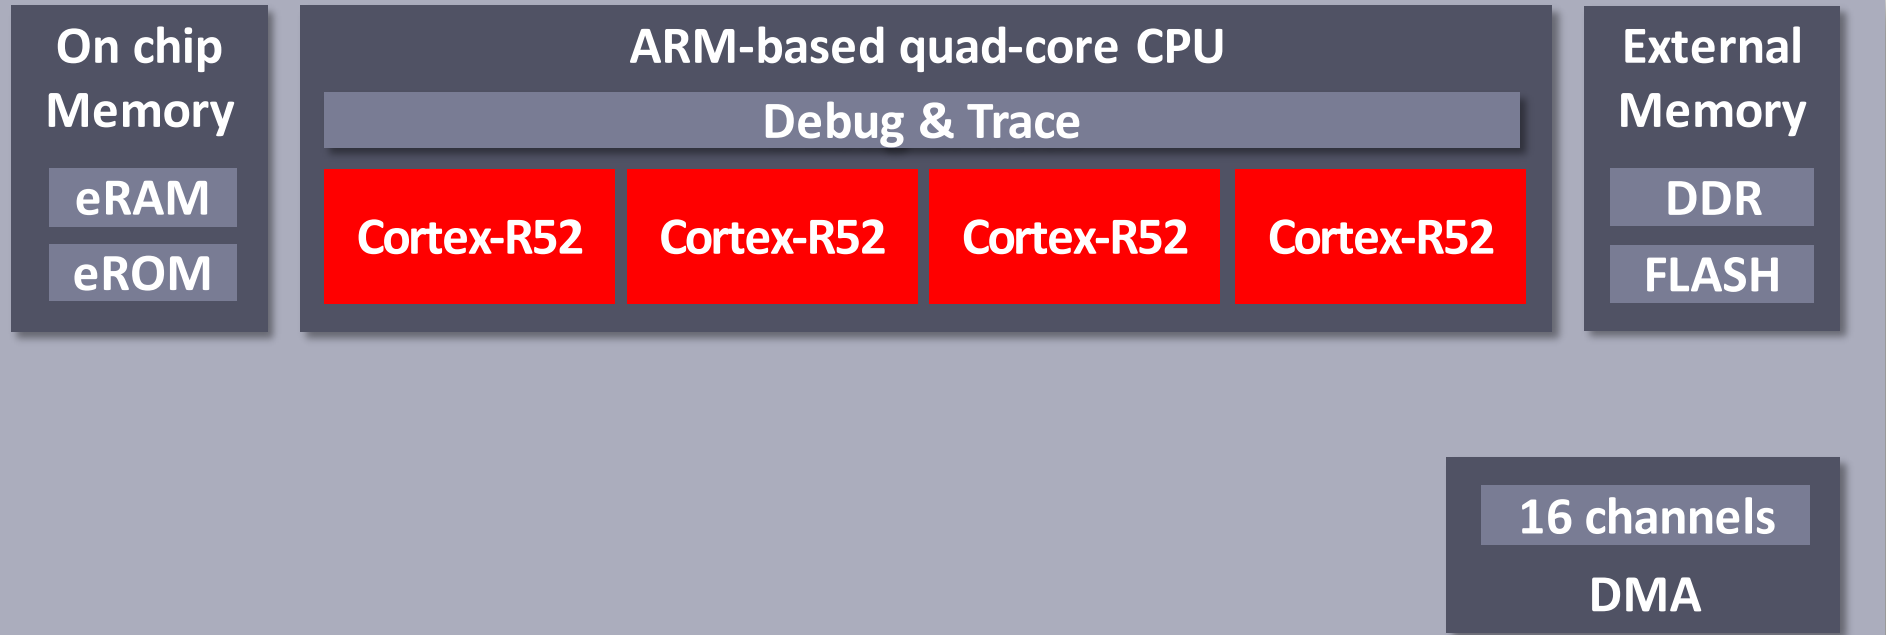 On chip
Memory
eRAM
eROM
ARM-based quad-core CPU
Debug & Trace
Cortex-R52
Cortex-R52
Cortex-R52
Cortex-R52
External
Memory
DDR
FLASH
16 channels
DMA